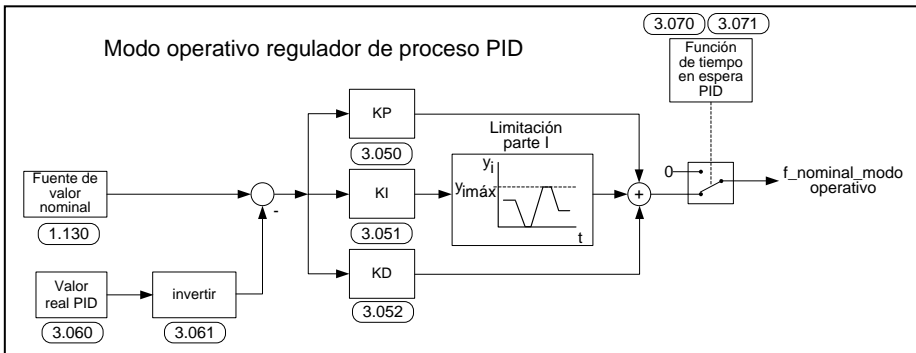 Modo operativo regulador de proceso PID
3.070
3.071
Función
de tiempo
en espera
PID
KP
3.050
Limitación
parte I
yi
yimáx
t
KI
3.051
KD
3.052
Fuente de
valor
nominal
1.130
-
Valor
real PID
3.060
invertir
3.061
+
0
f_nominal_modo
operativo